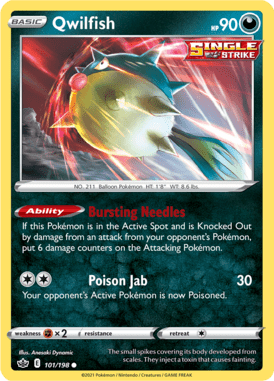 BASIC Qwilfish HP 90
SINGLE STRIKE
NO. 211 Balloon Pokémon HT: 1'8" WT: 8.6 lbs.
Ability Bursting Needles
If this Pokémon is in the Active Spot and is Knocked Out
by damage from an attack from your opponent's Pokémon,
put 6 damage counters on the Attacking Pokémon.
Poison Jab 30
Your opponent's Active Pokémon is now Poisoned.
weakness ×2 resistance retreat
Illus. Anesaki Dynamic
E 101/198
The small spikes covering its body developed from
scales. They inject a toxin that causes fainting.
©2021 Pokémon / Nintendo / Creatures / GAME FREAK